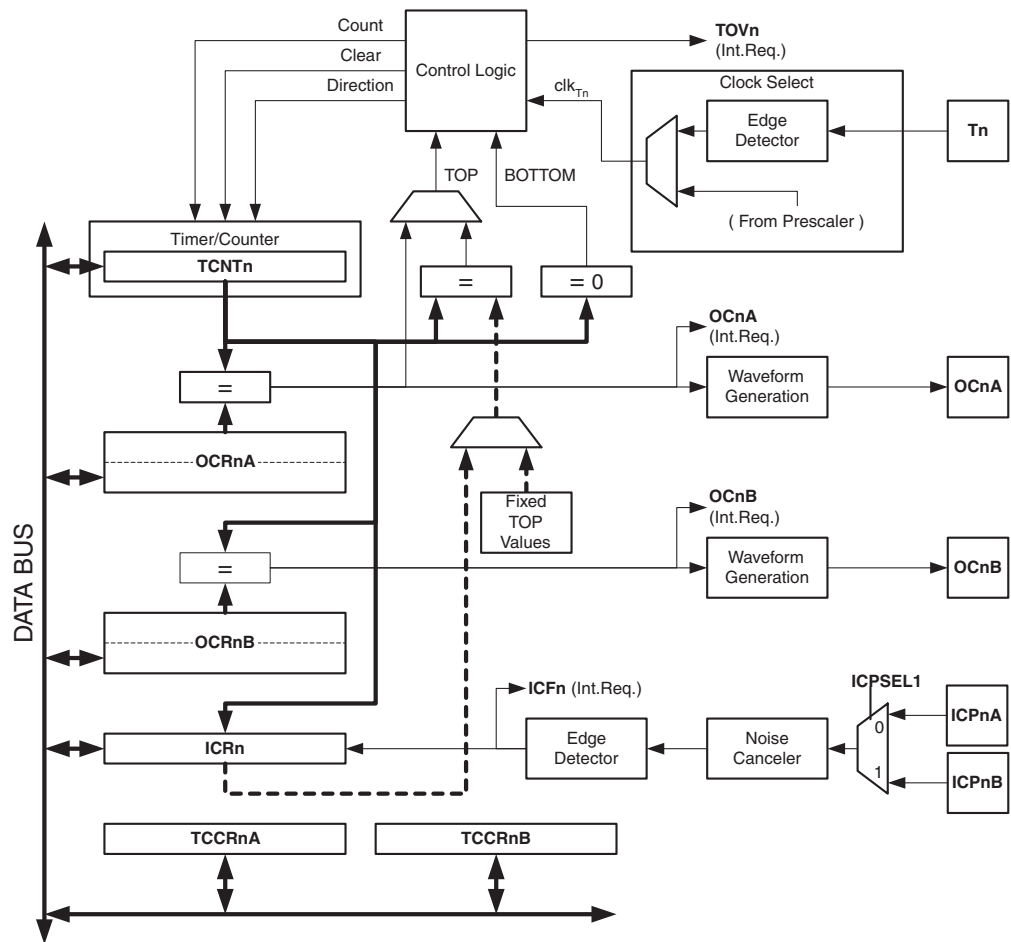 Count
Clear
Direction
Control Logic
TOVn
(Int.Req.)
clkTn
Clock Select
Edge
Detector
Tn
( From Prescaler )
TOP
BOTTOM
Timer/Counter
TCNTn
=
= 0
OCnA
(Int.Req.)
=
Waveform
Generation
OCnA
OCRnA
Fixed
TOP
Values
OCnB
(Int.Req.)
=
Waveform
Generation
OCnB
OCRnB
DATA BUS
ICFn (Int.Req.)
ICPSEL1
ICRn
Edge
Detector
Noise
Canceler
0
1
ICPnA
ICPnB
TCCRnA
TCCRnB